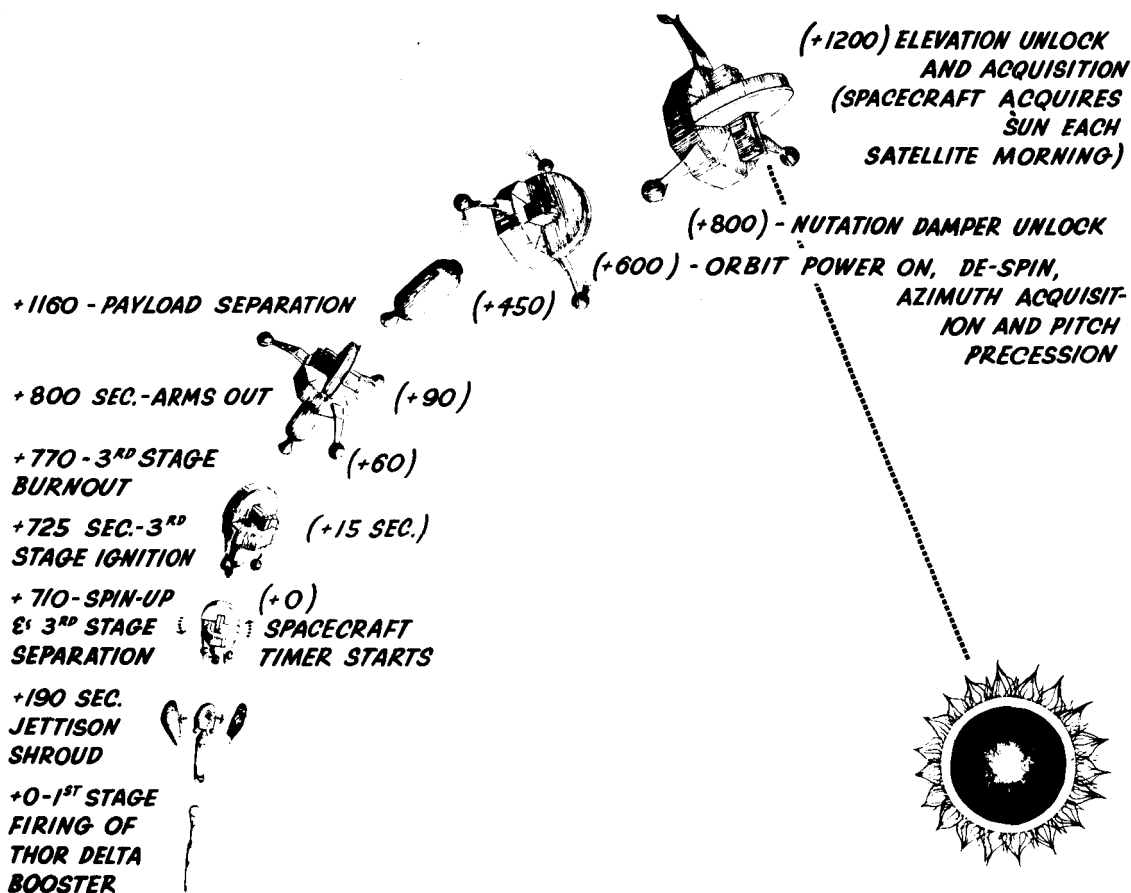 (+1200) ELEVATION UNLOCK
AND ACQUISITION
(SPACECRAFT ACQUIRES
SUN EACH
SATELLITE MORNING)
(+800) - NUTATION DAMPER UNLOCK
(+600) - ORBIT POWER ON, DE-SPIN,
AZIMUTH ACQUISIT-
ION AND PITCH
PRECESSION
+1160 - PAYLOAD SEPARATION
(+450)
+800 SEC.-ARMS OUT
(+90)
+770 - 3RD STAGE
BURNOUT
(+60)
+725 SEC.-3RD
STAGE IGNITION
(+15 SEC.)
+710-SPIN-UP
& 3RD STAGE
SEPARATION
(+0)
SPACECRAFT
TIMER STARTS
+190 SEC.
JETTISON
SHROUD
+0-1ST STAGE
FIRING OF
THOR DELTA
BOOSTER